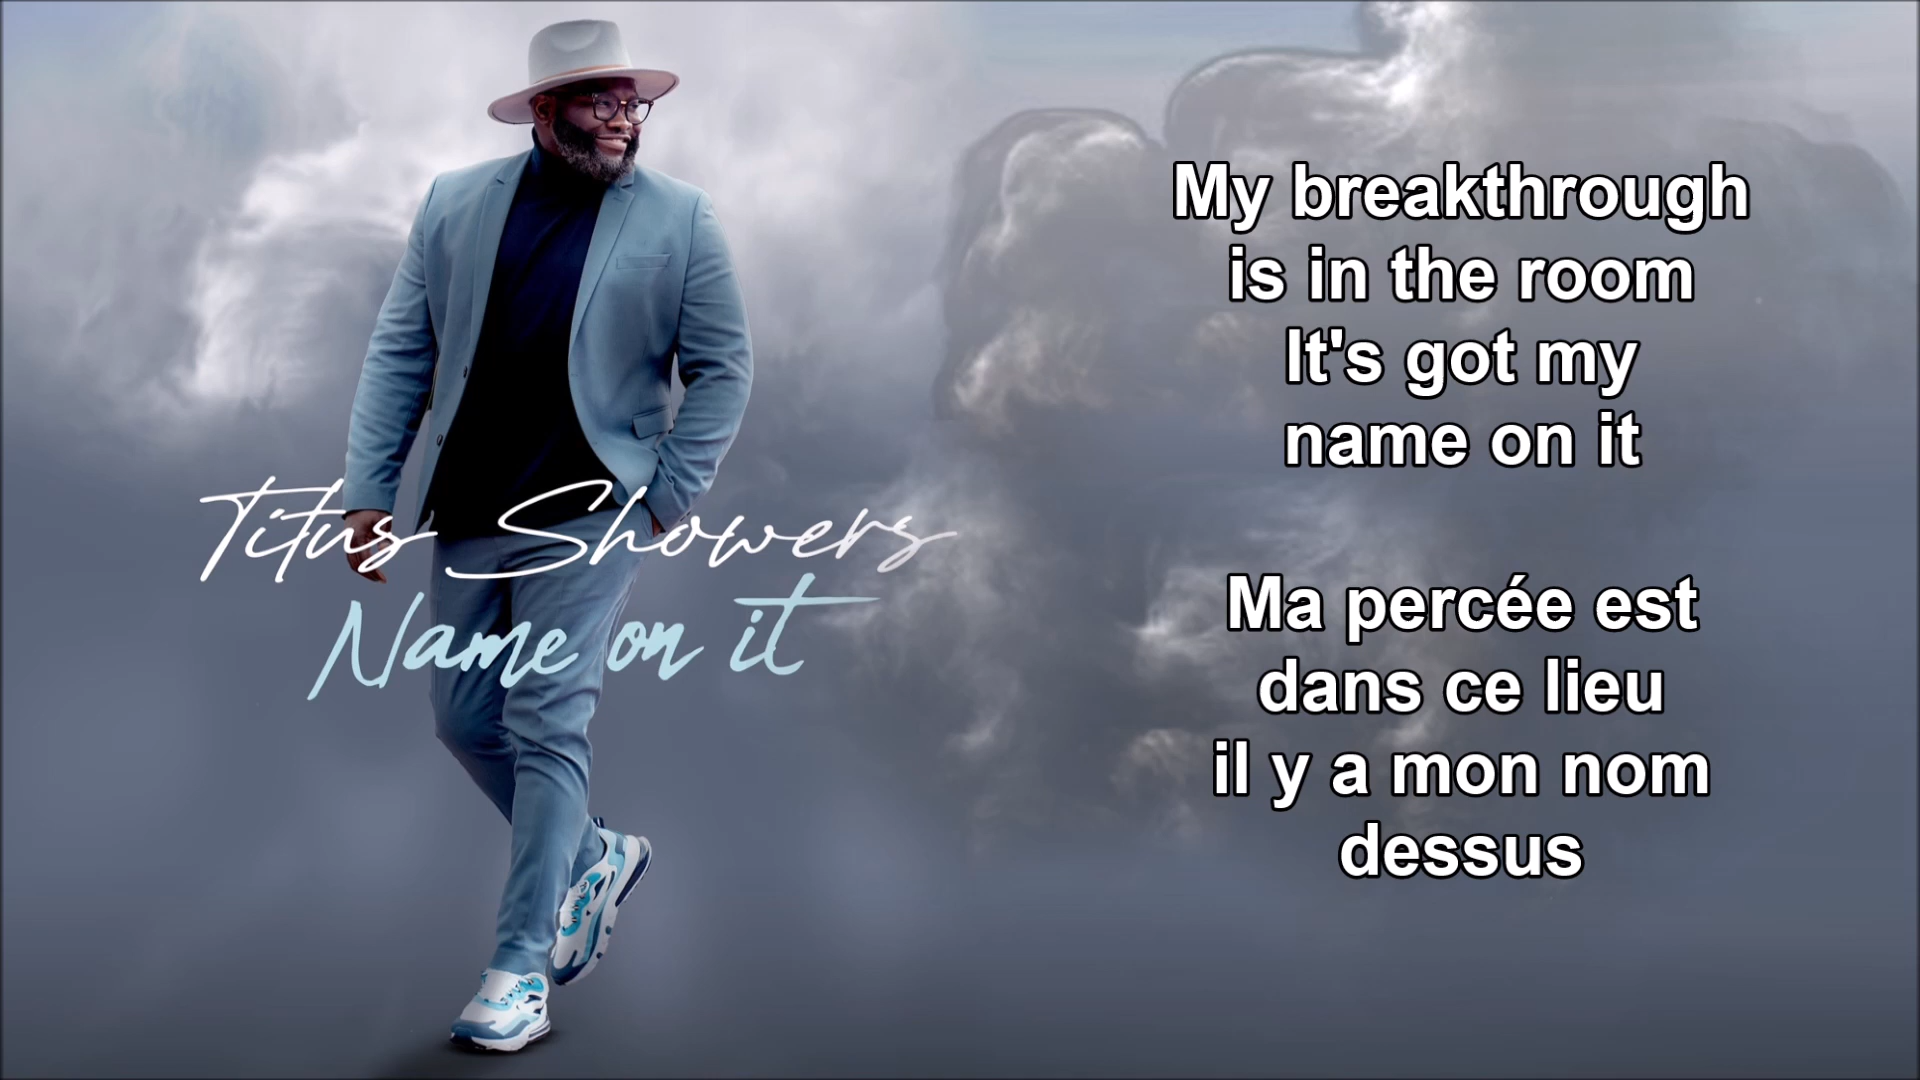 Titus Showers
Name on it
My breakthrough
is in the room
It's got my
name on it
Ma percée est
dans ce lieu
il y a mon nom
dessus